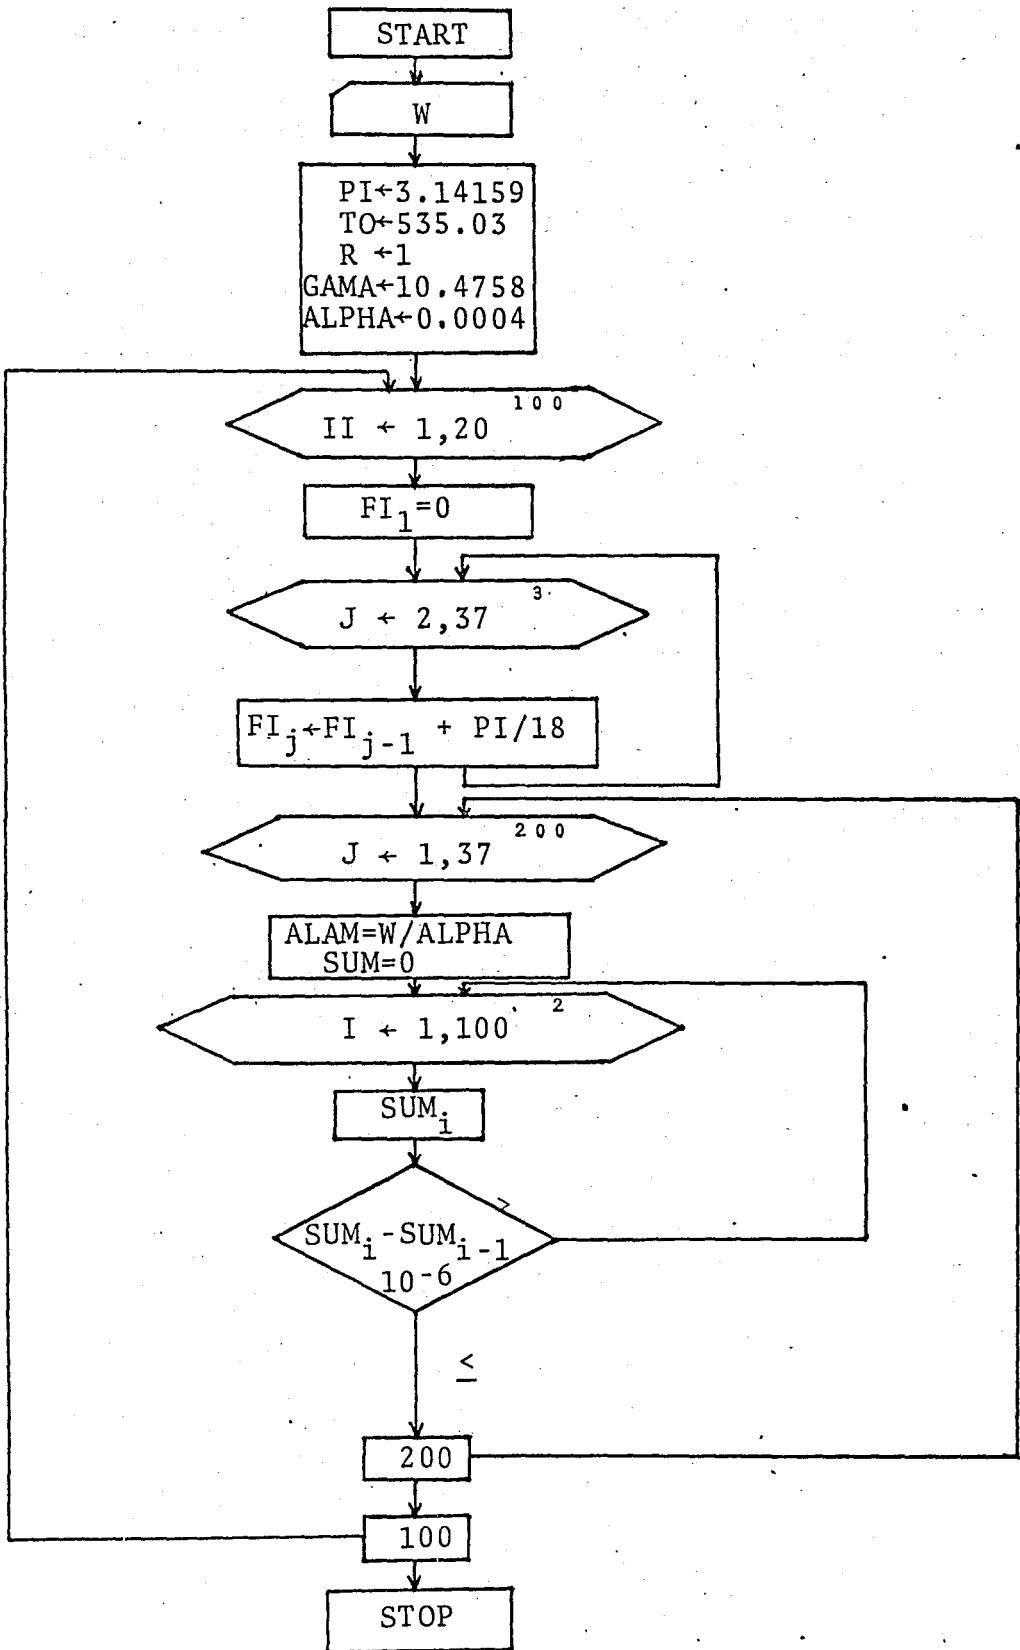 START
W
PI←3.14159
TO←535.03
R ←1
GAMA←10.4758
ALPHA←0.0004
100
II ← 1,20
FI₁=0
3
J ← 2,37
FIⱼ←FIⱼ₋₁ + PI/18
200
J ← 1,37
ALAM=W/ALPHA
SUM=0
2
I ← 1,100
SUMᵢ
>
SUMᵢ-SUMᵢ₋₁
10⁻⁶
≤
200
100
STOP